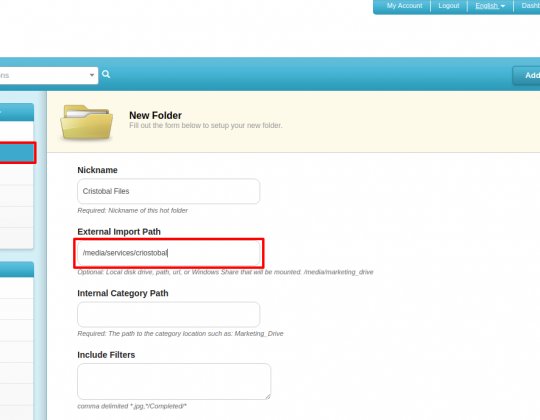 My Account Logout English
New Folder
Fill out the form below to setup your new folder.
Nickname
Cristobal Files
Required: Nickname of this hot folder
External Import Path
/media/services/criostobal
Optional: Local disk drive, path, url, or Windows Share that will be mounted. /media/marketing_drive
Internal Category Path
Required: The path to the category location such as: Marketing_Drive
Include Filters
comma delimited *.jpg,*/Completed/*
Add